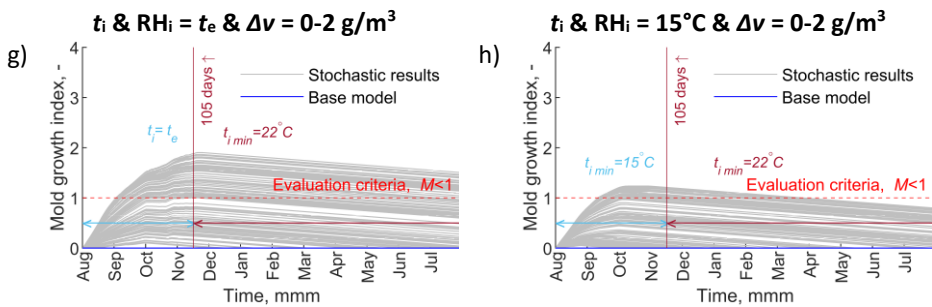 tᵢ & RHᵢ = tₑ & Δv = 0-2 g/m³
g)
4
3
2
1
0
Mold growth index, -
105 days ↑
Stochastic results
Base model
tᵢ= tₑ
t_{i min}=22°C
Evaluation criteria, M<1
Aug Sep Oct Nov Dec Jan Feb Mar Apr May Jun Jul
Time, mmm
tᵢ & RHᵢ = 15°C & Δv = 0-2 g/m³
h)
4
3
2
1
0
Mold growth index, -
105 days ↑
Stochastic results
Base model
t_{i min}=15°C
t_{i min}=22°C
Evaluation criteria, M<1
Aug Sep Oct Nov Dec Jan Feb Mar Apr May Jun Jul
Time, mmm